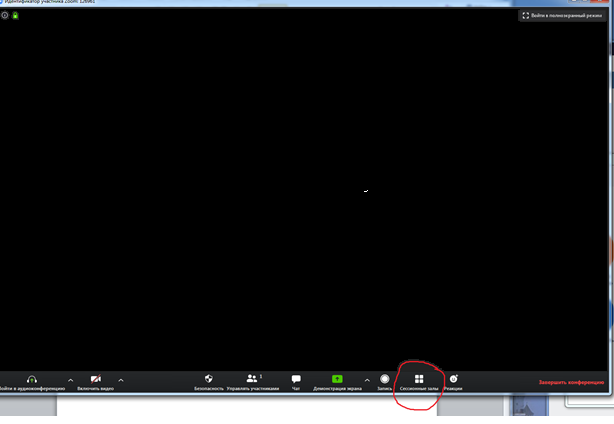 Идентификатор участника Zoom: 126961
Войти в полноэкранный режим
Войти в аудиоконференцию
Включить видео
Безопасность
Управлять участниками
1
Чат
Демонстрация экрана
Запись
Сессионные залы
Реакции
Завершить конференцию